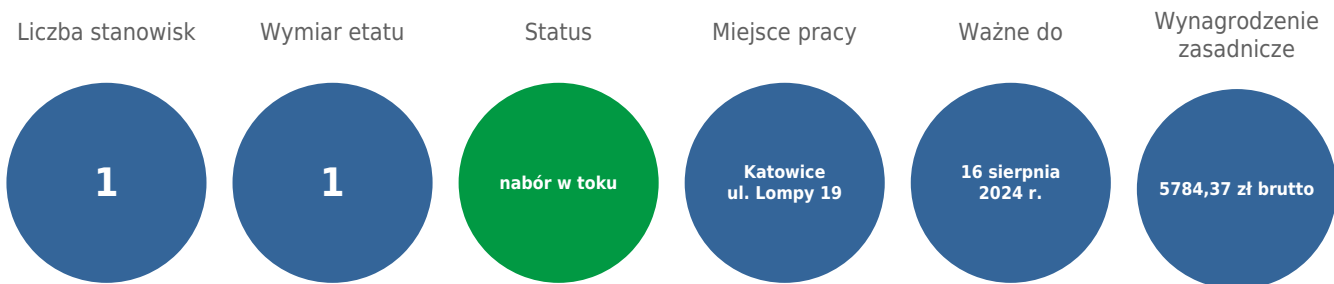 Liczba stanowisk
1
Wymiar etatu
1
Status
nabór w toku
Miejsce pracy
Katowice
ul. Lompy 19
Ważne do
16 sierpnia
2024 r.
Wynagrodzenie
zasadnicze
5784,37 zł brutto